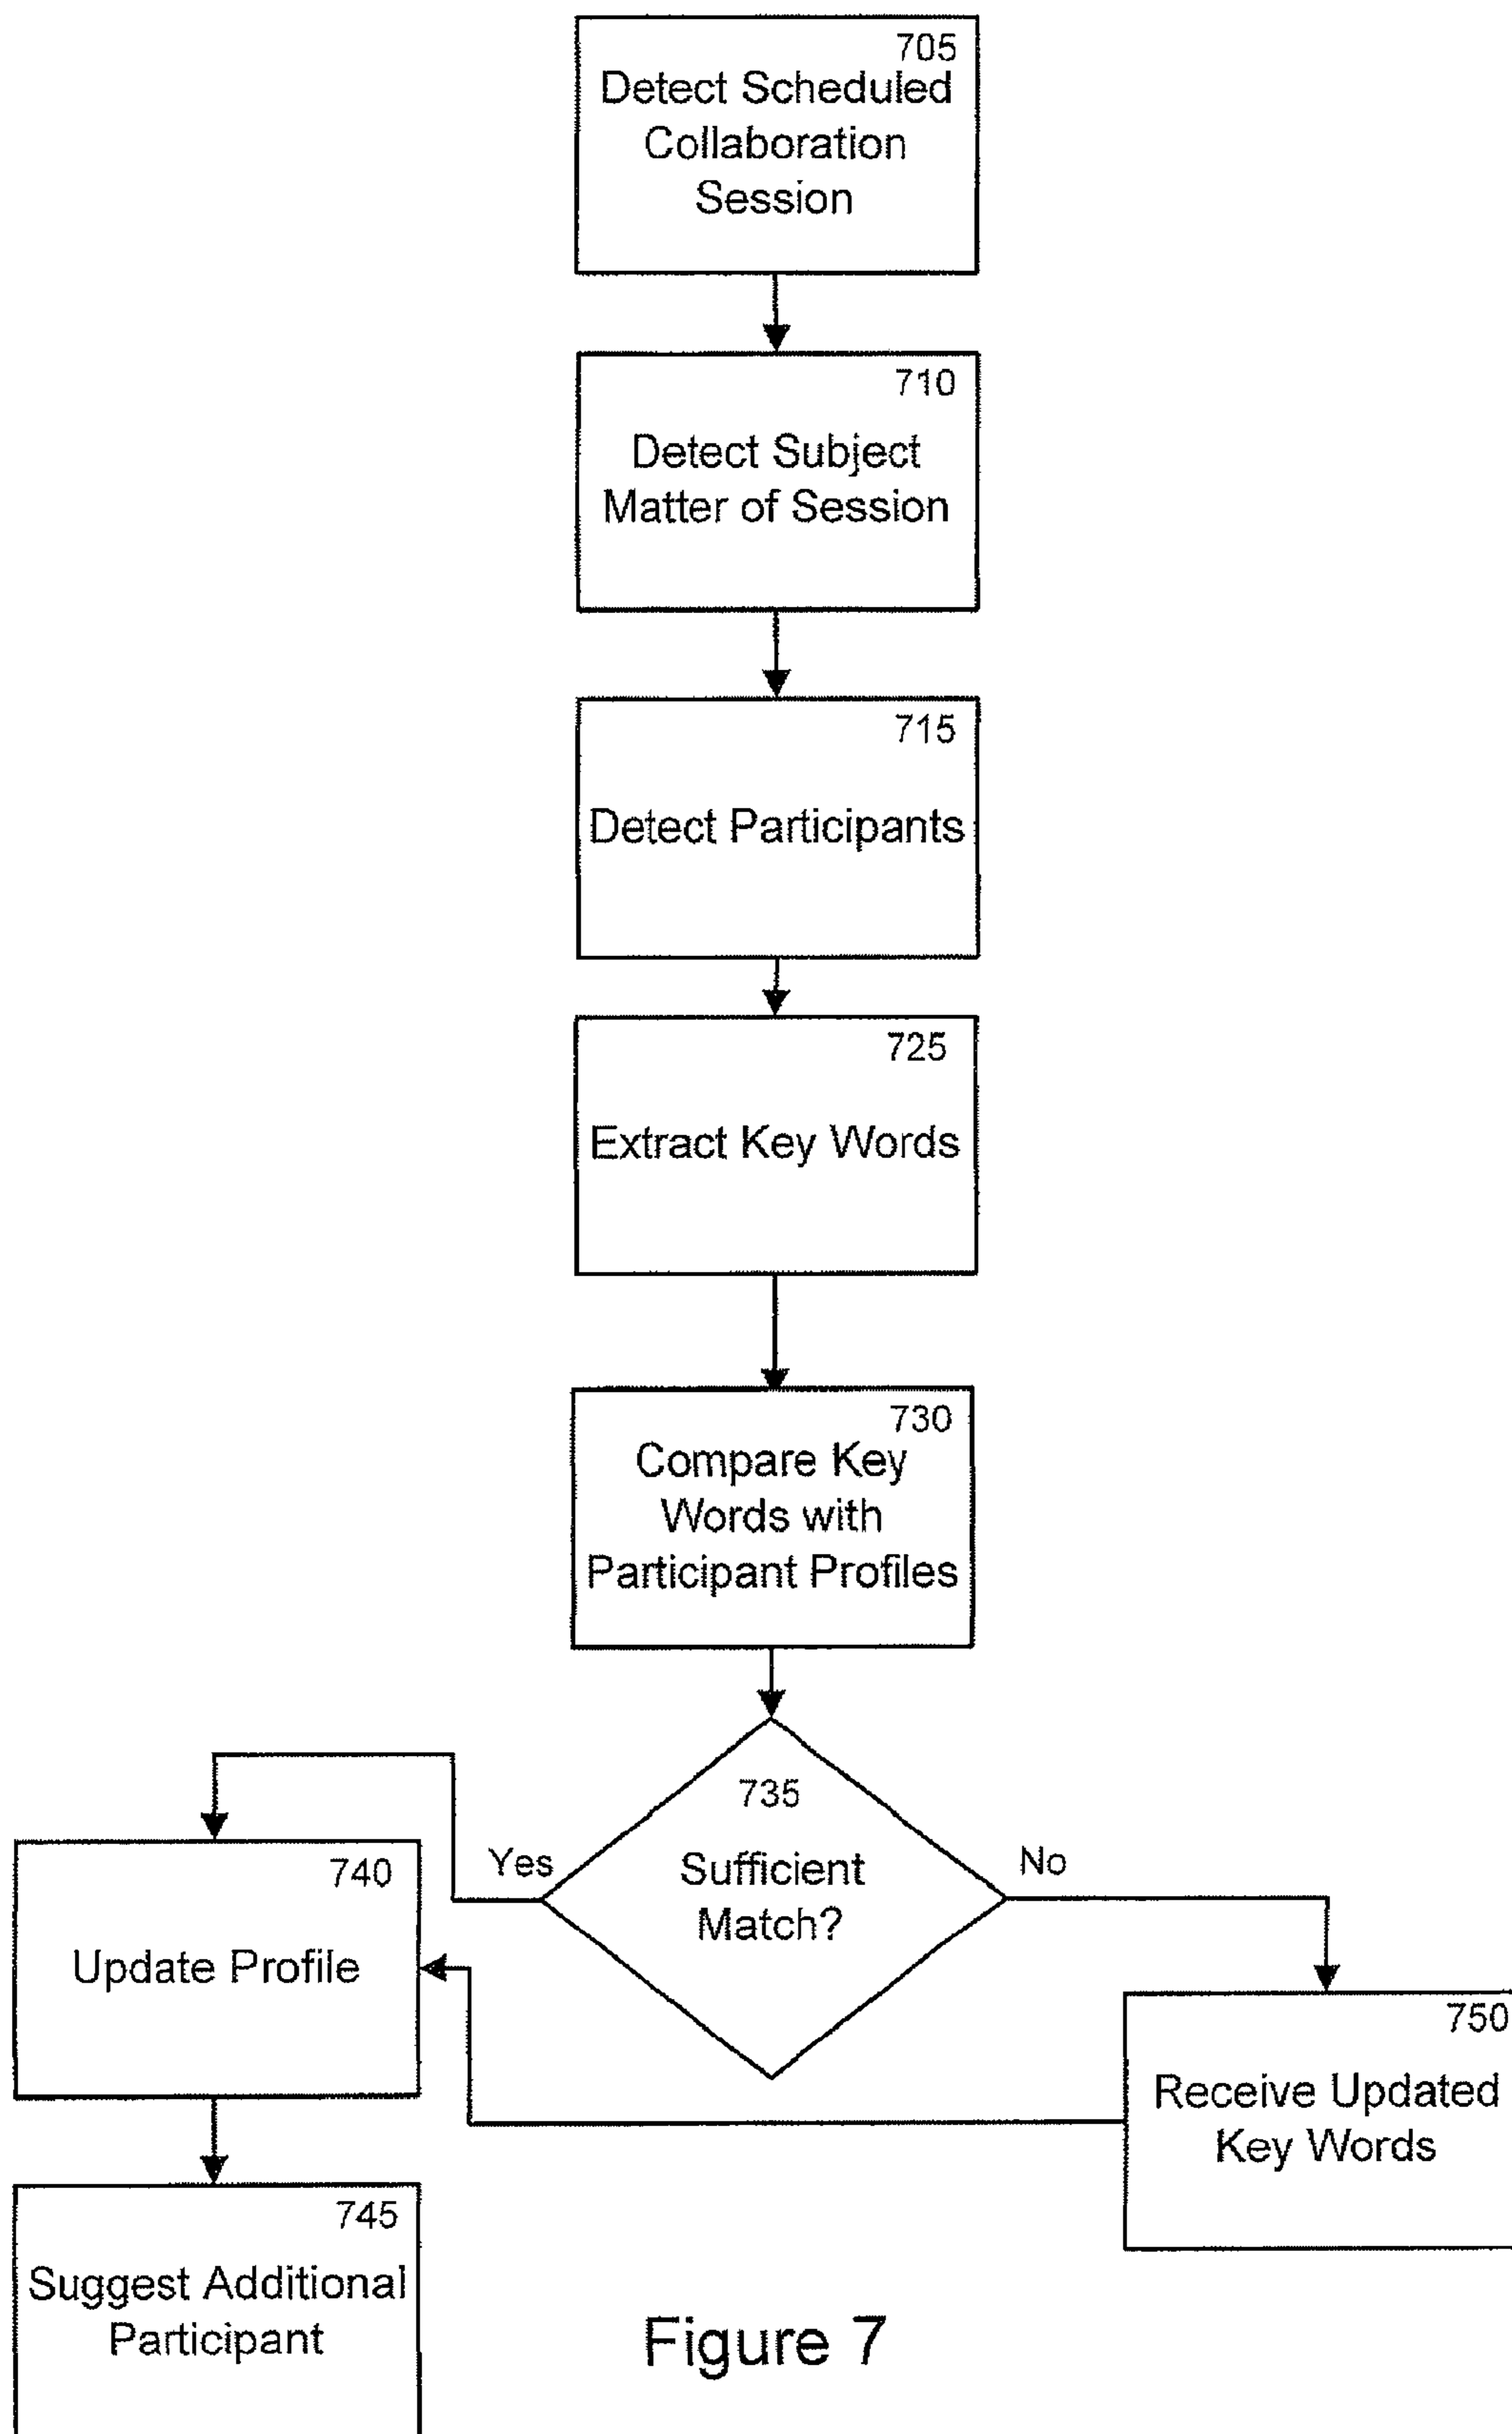 705
Detect Scheduled
Collaboration
Session
710
Detect Subject
Matter of Session
715
Detect Participants
725
Extract Key Words
730
Compare Key
Words with
Participant Profiles
735
Sufficient
Match?
Yes
No
740
Update Profile
750
Receive Updated
Key Words
745
Suggest Additional
Participant
Figure 7